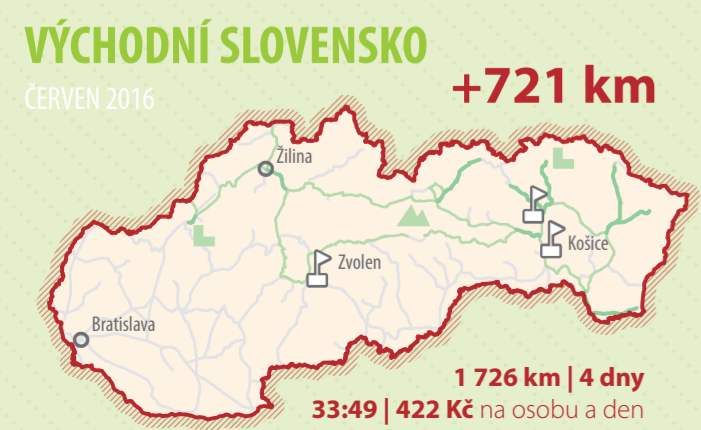 VÝCHODNÍ SLOVENSKO
ČERVEN 2016
+721 km
Žilina
Košice
Zvolen
Bratislava
1 726 km | 4 dny
33:49 | 422 Kč na osobu a den